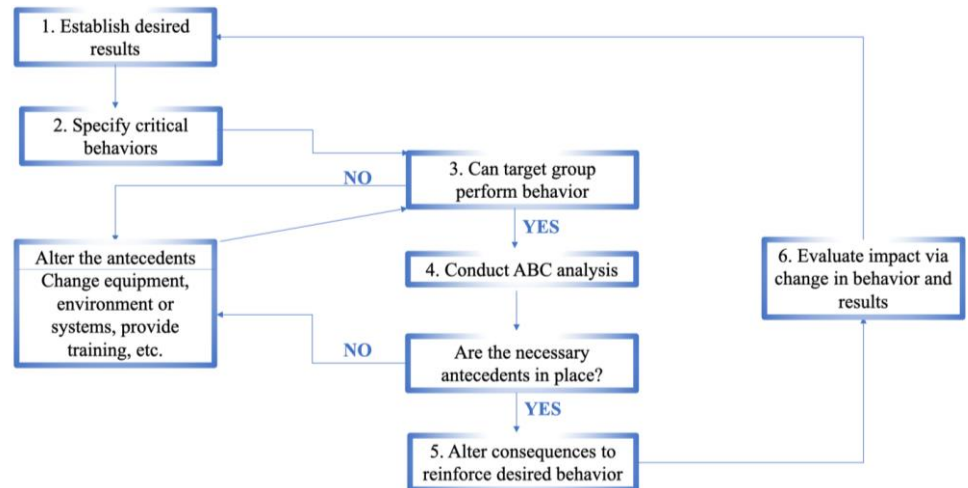 1. Establish desired
results
2. Specify critical
behaviors
NO
3. Can target group
perform behavior
YES
Alter the antecedents
Change equipment,
environment or
systems, provide
training, etc.
4. Conduct ABC analysis
6. Evaluate impact via
change in behavior and
results
NO
Are the necessary
antecedents in place?
YES
5. Alter consequences to
reinforce desired behavior